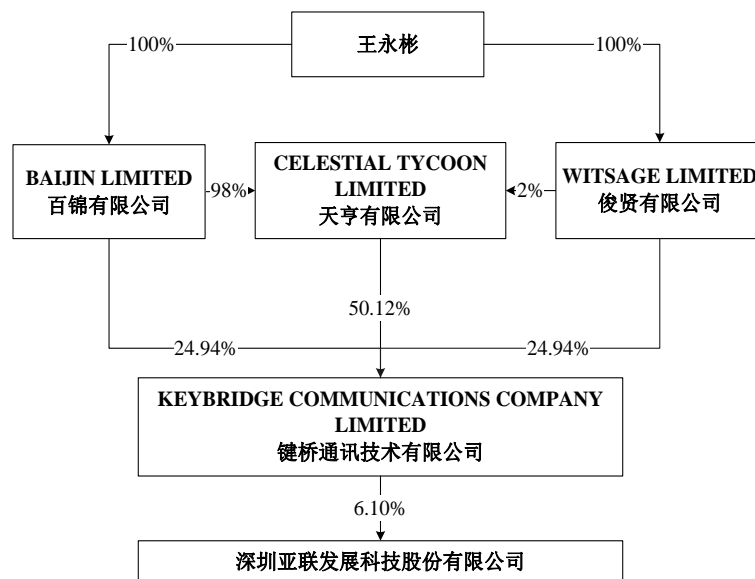 王永彬
100%
100%
BAIJIN LIMITED
百锦有限公司
98%
CELESTIAL TYCOON
LIMITED
天亨有限公司
2%
WITSAGE LIMITED
俊贤有限公司
50.12%
24.94%
24.94%
KEYBRIDGE COMMUNICATIONS COMPANY
LIMITED
键桥通讯技术有限公司
6.10%
深圳亚联发展科技股份有限公司